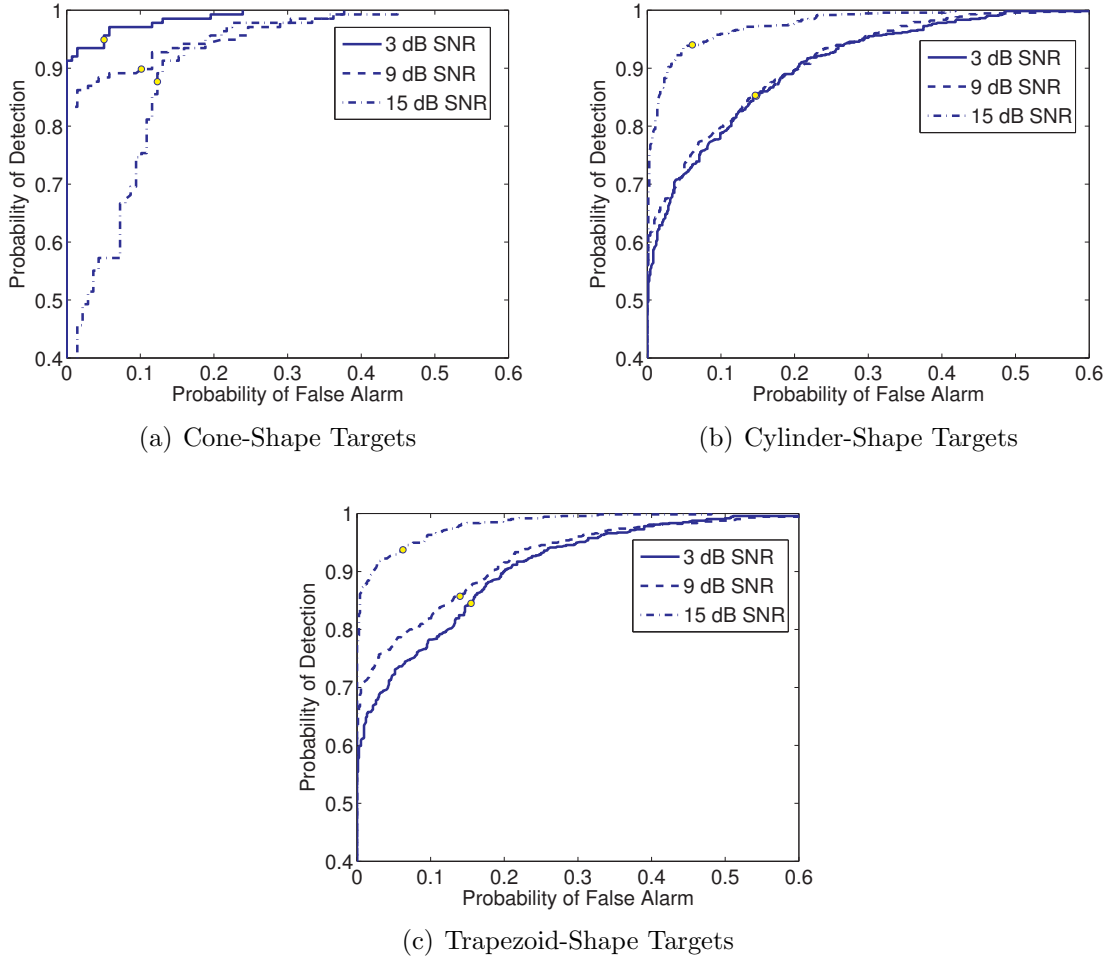 1
0.9
0.8
0.7
0.6
0.5
0.4
Probability of Detection
3 dB SNR
9 dB SNR
15 dB SNR
0 0.1 0.2 0.3 0.4 0.5 0.6
Probability of False Alarm
(a) Cone-Shape Targets
1
0.9
0.8
0.7
0.6
0.5
0.4
Probability of Detection
3 dB SNR
9 dB SNR
15 dB SNR
0 0.1 0.2 0.3 0.4 0.5 0.6
Probability of False Alarm
(b) Cylinder-Shape Targets
1
0.9
0.8
0.7
0.6
0.5
0.4
Probability of Detection
3 dB SNR
9 dB SNR
15 dB SNR
0 0.1 0.2 0.3 0.4 0.5 0.6
Probability of False Alarm
(c) Trapezoid-Shape Targets